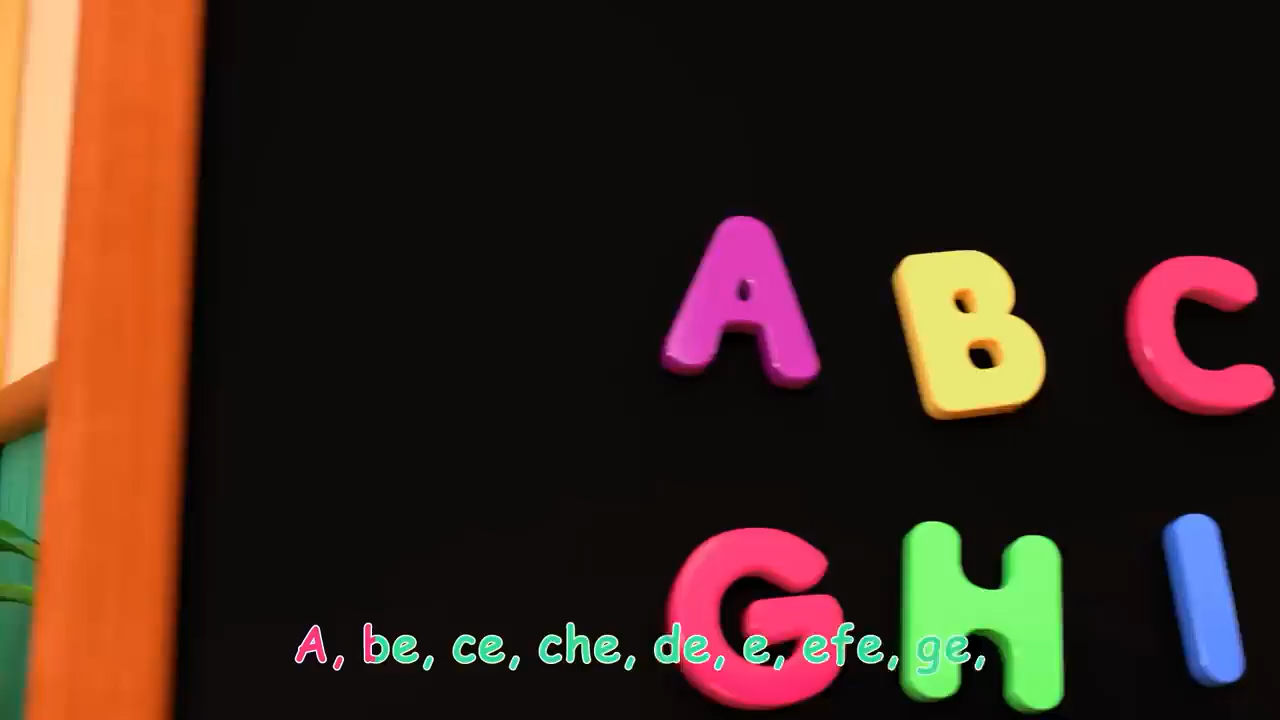 A B C
G H I
A, be, ce, che, de, e, efe, ge,